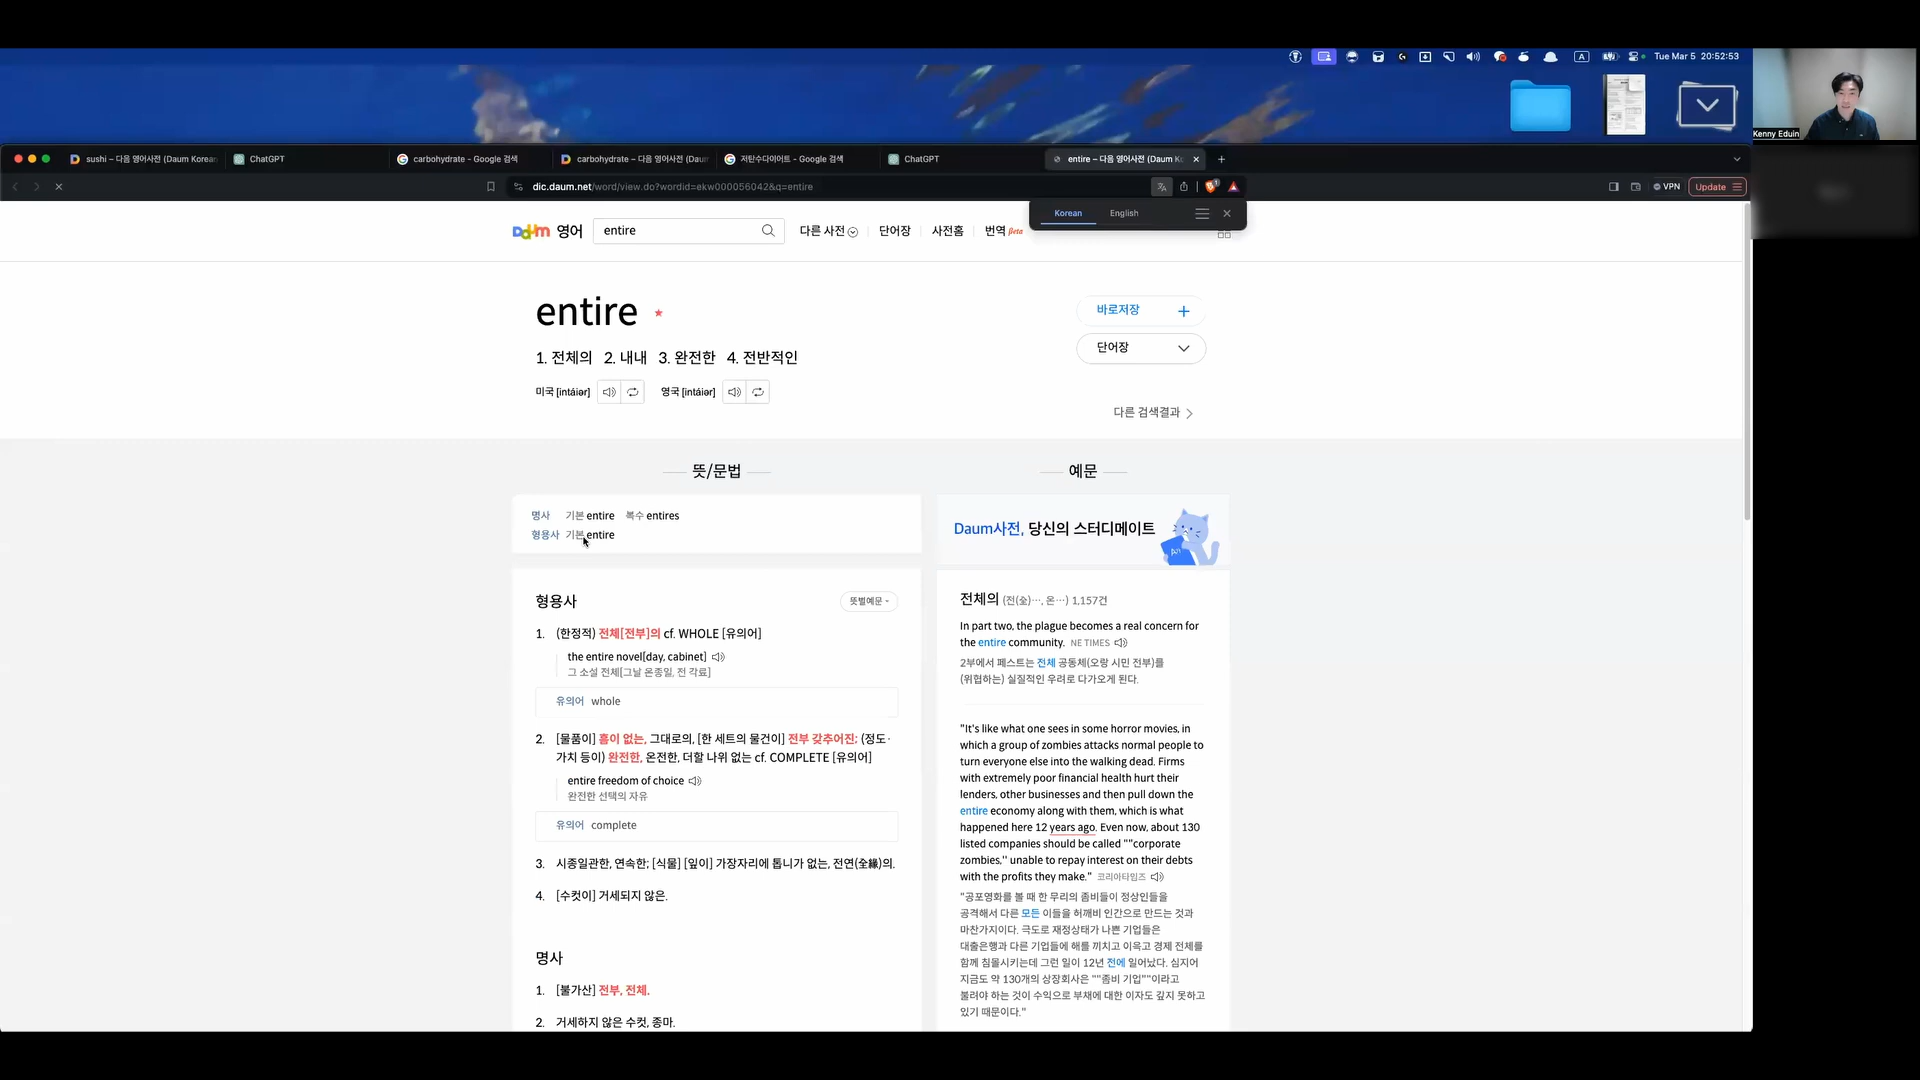 Tue Mar 5 20:52:53
Kenny Eduin
sushi – 다음 영어사전 (Daum Korean
ChatGPT
carbohydrate - Google 검색
carbohydrate – 다음 영어사전 (Daum
저탄수다이어트 - Google 검색
ChatGPT
entire – 다음 영어사전 (Daum Ko
dic.daum.net/word/view.do?wordid=ekw000056042&q=entire
VPN
Update
Korean
English
Daum 영어
entire
다른 사전
단어장
사전홈
번역 Beta
entire
바로저장
1. 전체의 2. 내내 3. 완전한 4. 전반적인
단어장
미국 [intáiər]
영국 [intáiər]
다른 검색결과
뜻/문법
예문
명사 기본 entire 복수 entires
형용사 기본 entire
Daum사전, 당신의 스터디메이트
형용사
뜻별예문
1. (한정적) 전체[전부]의 cf. WHOLE [유의어]
the entire novel[day, cabinet]
그 소설 전체[그날 온종일, 전 각료]
유의어 whole
2. [물품이] 흠이 없는, 그대로의, [한 세트의 물건이] 전부 갖추어진; (정도·
가치 등이) 완전한, 온전한, 더할 나위 없는 cf. COMPLETE [유의어]
entire freedom of choice
완전한 선택의 자유
유의어 complete
3. 시종일관한, 연속한; [식물] [잎이] 가장자리에 톱니가 없는, 전연(全緣)의.
4. [수컷이] 거세되지 않은.
명사
1. [불가산] 전부, 전체.
2. 거세하지 않은 수컷, 종마.
전체의 (전(全)…, 온…) 1,157건
In part two, the plague becomes a real concern for
the entire community. NE TIMES
2부에서 페스트는 전체 공동체(오랑 시민 전부)를
(위협하는) 실질적인 우려로 다가오게 된다.
"It's like what one sees in some horror movies, in
which a group of zombies attacks normal people to
turn everyone else into the walking dead. Firms
with extremely poor financial health hurt their
lenders, other businesses and then pull down the
entire economy along with them, which is what
happened here 12 years ago. Even now, about 130
listed companies should be called ""corporate
zombies,'' unable to repay interest on their debts
with the profits they make." 코리아타임즈
"공포영화를 볼 때 한 무리의 좀비들이 정상인들을
공격해서 다른 모든 이들을 허깨비 인간으로 만드는 것과
마찬가지이다. 극도로 재정상태가 나쁜 기업들은
대출은행과 다른 기업들에 해를 끼치고 이윽고 경제 전체를
함께 침몰시키는데 그런 일이 12년 전에 일어났다. 심지어
지금도 약 130개의 상장회사은 ""좀비 기업""이라고
불려야 하는 것이 수익으로 부채에 대한 이자도 갚지 못하고
있기 때문이다."